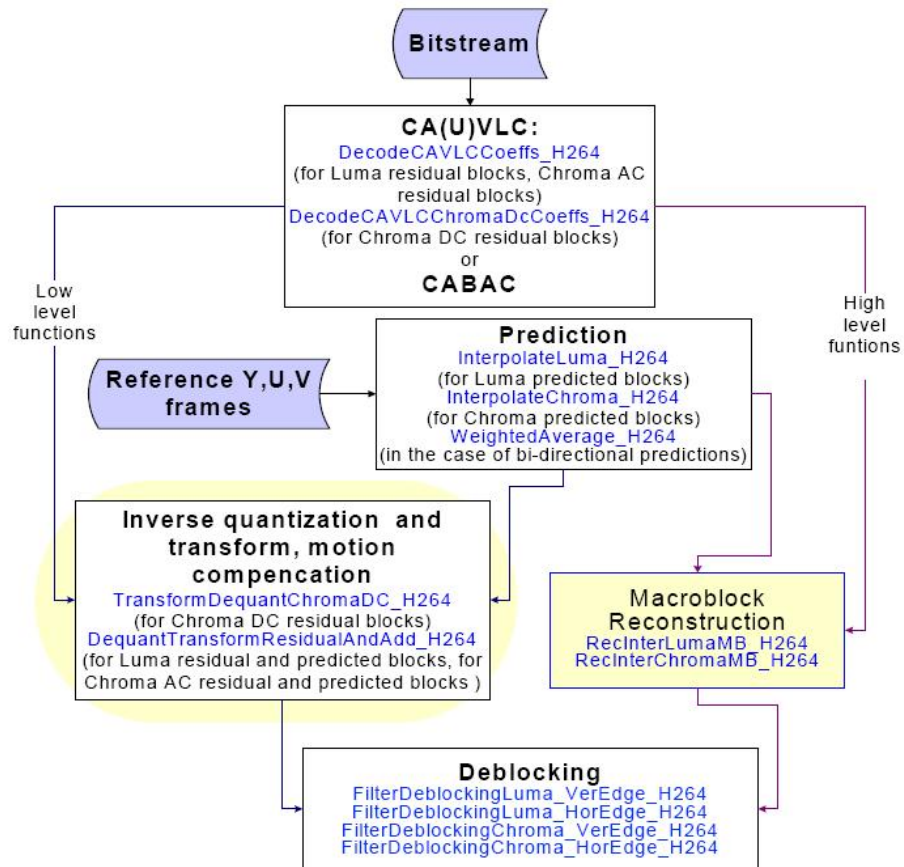 Bitstream
CA(U)VLC:
DecodeCAVLCCoeffs_H264
(for Luma residual blocks, Chroma AC
residual blocks)
DecodeCAVLCChromaDcCoeffs_H264
(for Chroma DC residual blocks)
or
CABAC
Low
level
functions
High
level
funtions
Prediction
InterpolateLuma_H264
(for Luma predicted blocks)
InterpolateChroma_H264
(for Chroma predicted blocks)
WeightedAverage_H264
(in the case of bi-directional predictions)
Reference Y,U,V
frames
Inverse quantization and
transform, motion
compencation
TransformDequantChromaDC_H264
(for Chroma DC residual blocks)
DequantTransformResidualAndAdd_H264
(for Luma residual and predicted blocks, for
Chroma AC residual and predicted blocks )
Macroblock
Reconstruction
RecInterLumaMB_H264
RecInterChromaMB_H264
Deblocking
FilterDeblockingLuma_VerEdge_H264
FilterDeblockingLuma_HorEdge_H264
FilterDeblockingChroma_VerEdge_H264
FilterDeblockingChroma_HorEdge_H264